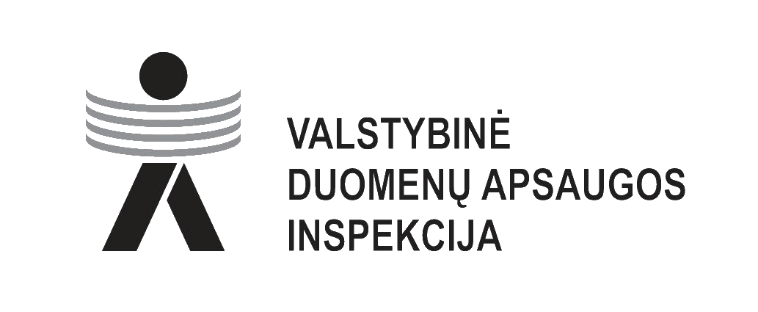 VALSTYBINĖ
DUOMENŲ APSAUGOS
INSPEKCIJA